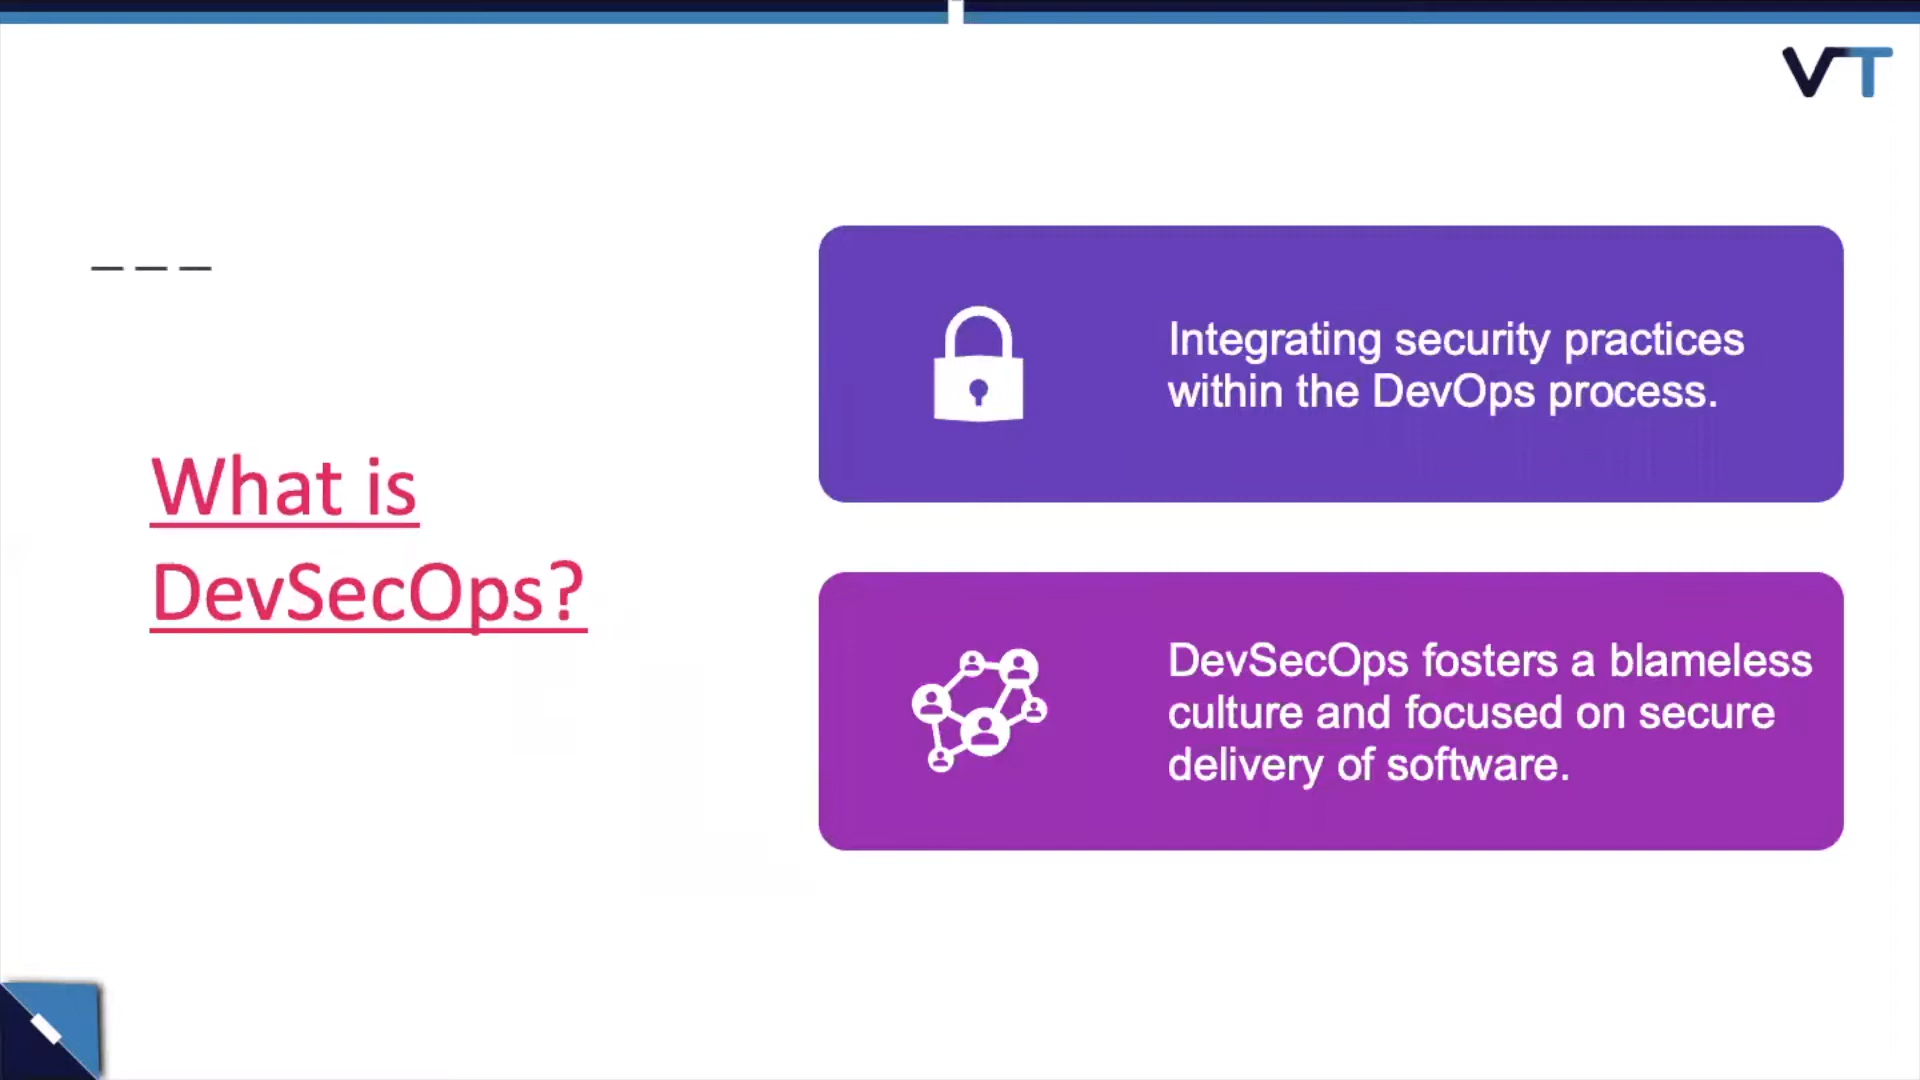 VT
What is
DevSecOps?
Integrating security practices
within the DevOps process.
DevSecOps fosters a blameless
culture and focused on secure
delivery of software.